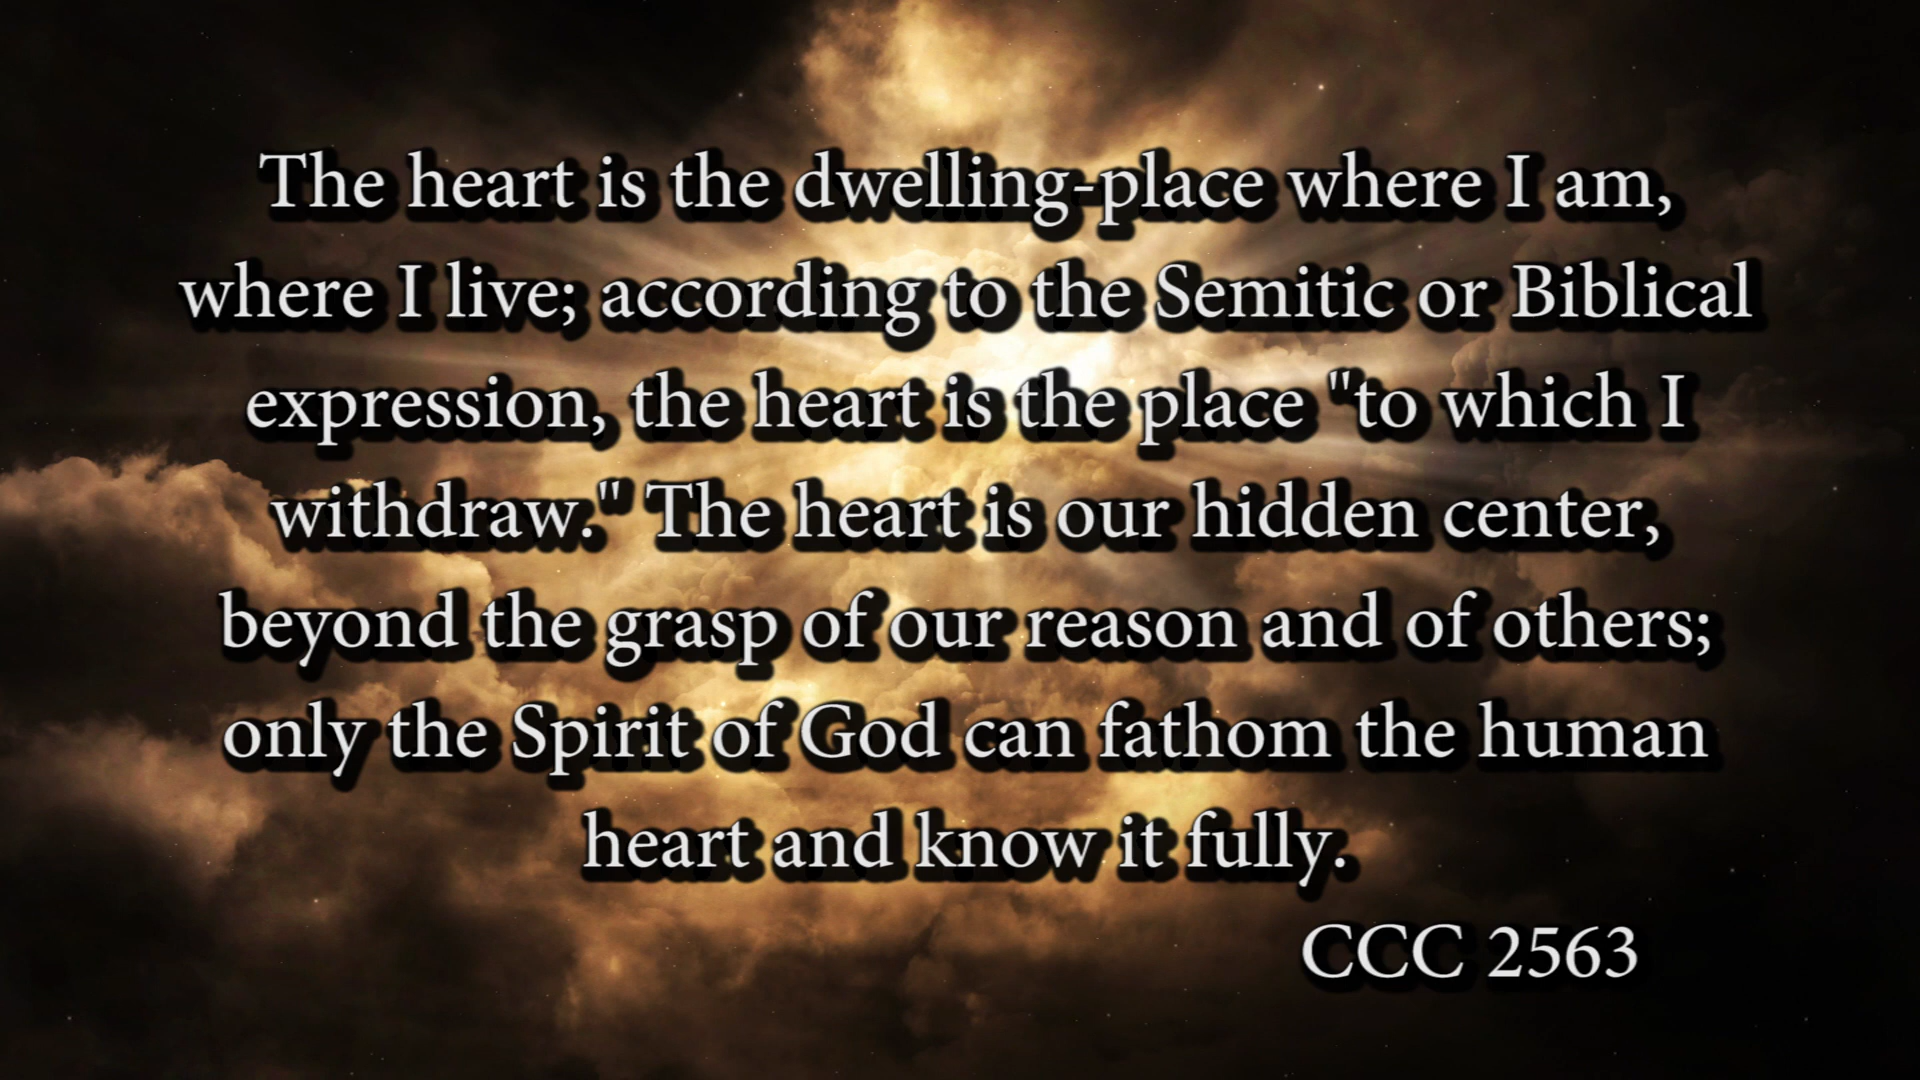 The heart is the dwelling-place where I am,
where I live; according to the Semitic or Biblical
expression, the heart is the place "to which I
withdraw." The heart is our hidden center,
beyond the grasp of our reason and of others;
only the Spirit of God can fathom the human
heart and know it fully.
CCC 2563